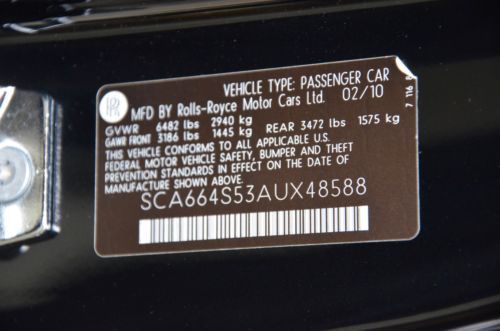 VEHICLE TYPE: PASSENGER CAR
MFD BY Rolls-Royce Motor Cars Ltd. 02/10
GVWR 6482 lbs 2940 kg
GAWR FRONT 3186 lbs 1445 kg REAR 3472 lbs 1575 kg
THIS VEHICLE CONFORMS TO ALL APPLICABLE U.S.
FEDERAL MOTOR VEHICLE SAFETY, BUMPER AND THEFT
PREVENTION STANDARDS IN EFFECT ON THE DATE OF
MANUFACTURE SHOWN ABOVE.
SCA664S53AUX48588